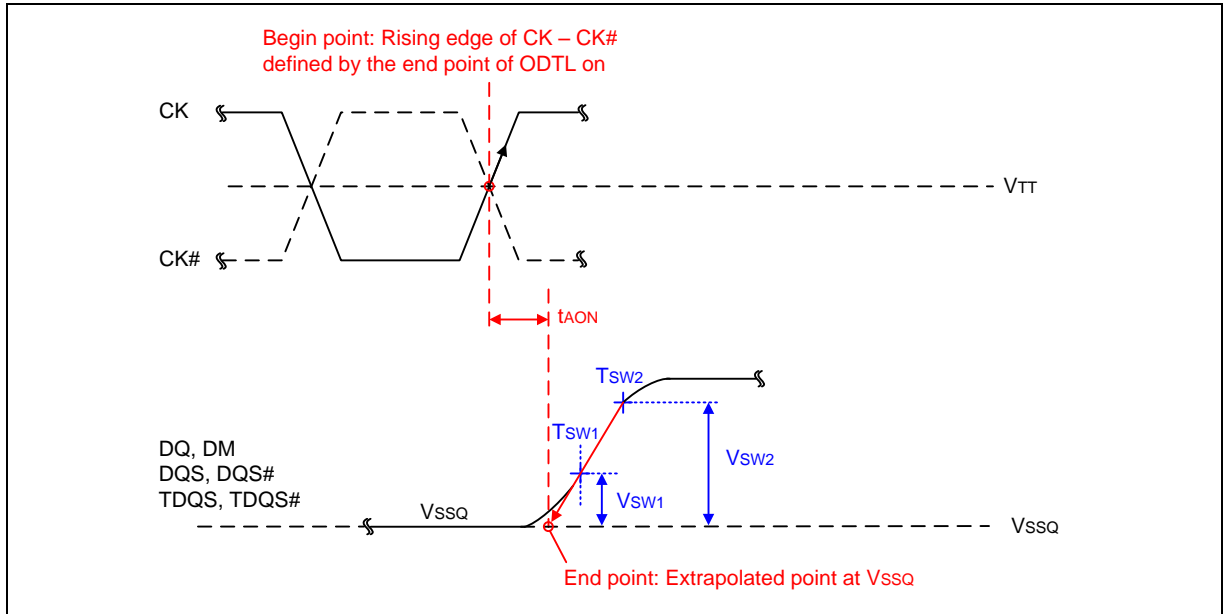 Begin point: Rising edge of CK – CK#
defined by the end point of ODTL on
CK
VTT
CK#
tAON
TSW2
TSW1
DQ, DM
DQS, DQS#
TDQS, TDQS#
VSW2
VSW1
VSSQ
VSSQ
End point: Extrapolated point at VSSQ